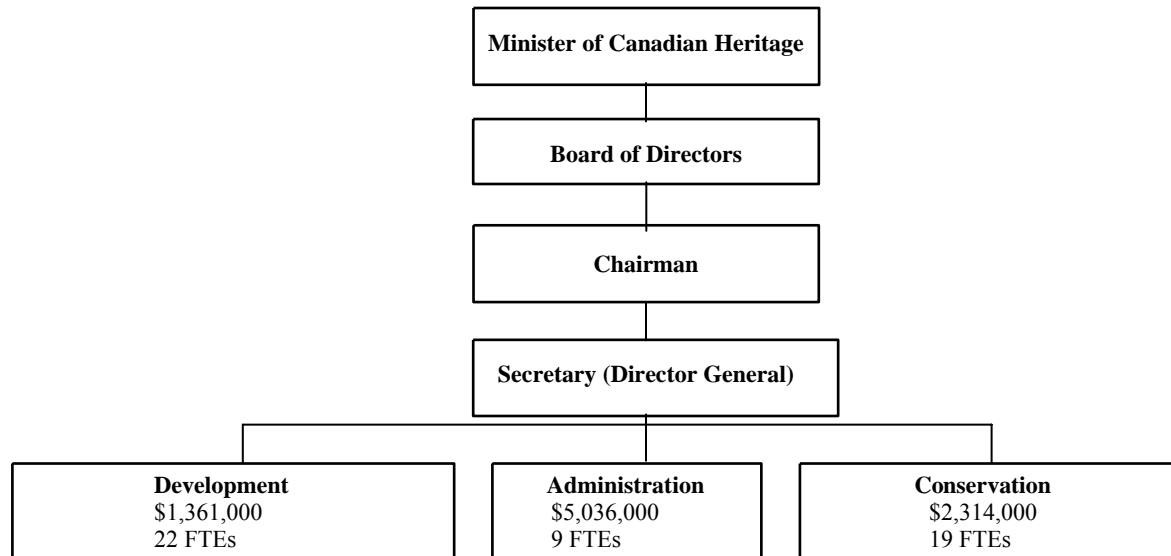 Minister of Canadian Heritage
Board of Directors
Chairman
Secretary (Director General)
Development
$1,361,000
22 FTEs
Administration
$5,036,000
9 FTEs
Conservation
$2,314,000
19 FTEs